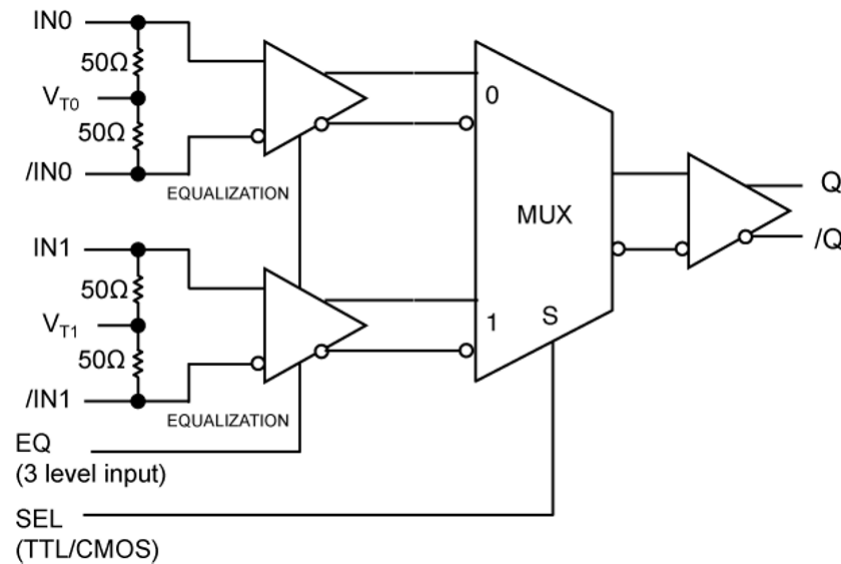 IN0
50Ω
VT0
50Ω
/IN0
EQUALIZATION
IN1
50Ω
VT1
50Ω
/IN1
EQUALIZATION
EQ
(3 level input)
SEL
(TTL/CMOS)
0
MUX
1
S
Q
/Q